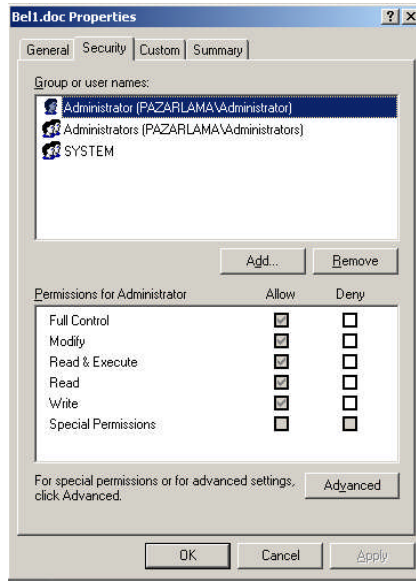 Bel1.doc Properties
General Security Custom Summary
Group or user names:
Administrator (PAZARLAMA\Administrator)
Administrators (PAZARLAMA\Administrators)
SYSTEM
Add... Remove
Permissions for Administrator Allow Deny
Full Control
Modify
Read & Execute
Read
Write
Special Permissions
For special permissions or for advanced settings,
click Advanced.
Advanced
OK Cancel Apply